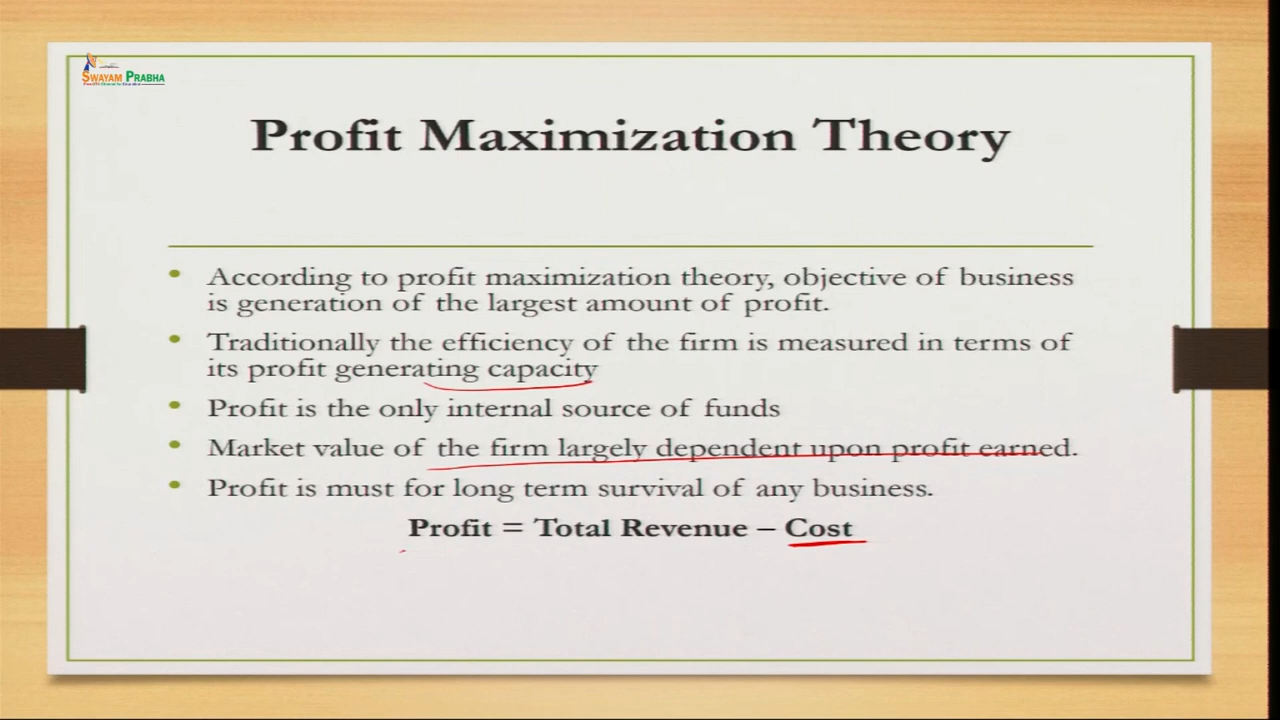 SWAYAM PRABHA
Profit Maximization Theory
• According to profit maximization theory, objective of business
is generation of the largest amount of profit.
• Traditionally the efficiency of the firm is measured in terms of
its profit generating capacity
• Profit is the only internal source of funds
• Market value of the firm largely dependent upon profit earned.
• Profit is must for long term survival of any business.
Profit = Total Revenue – Cost